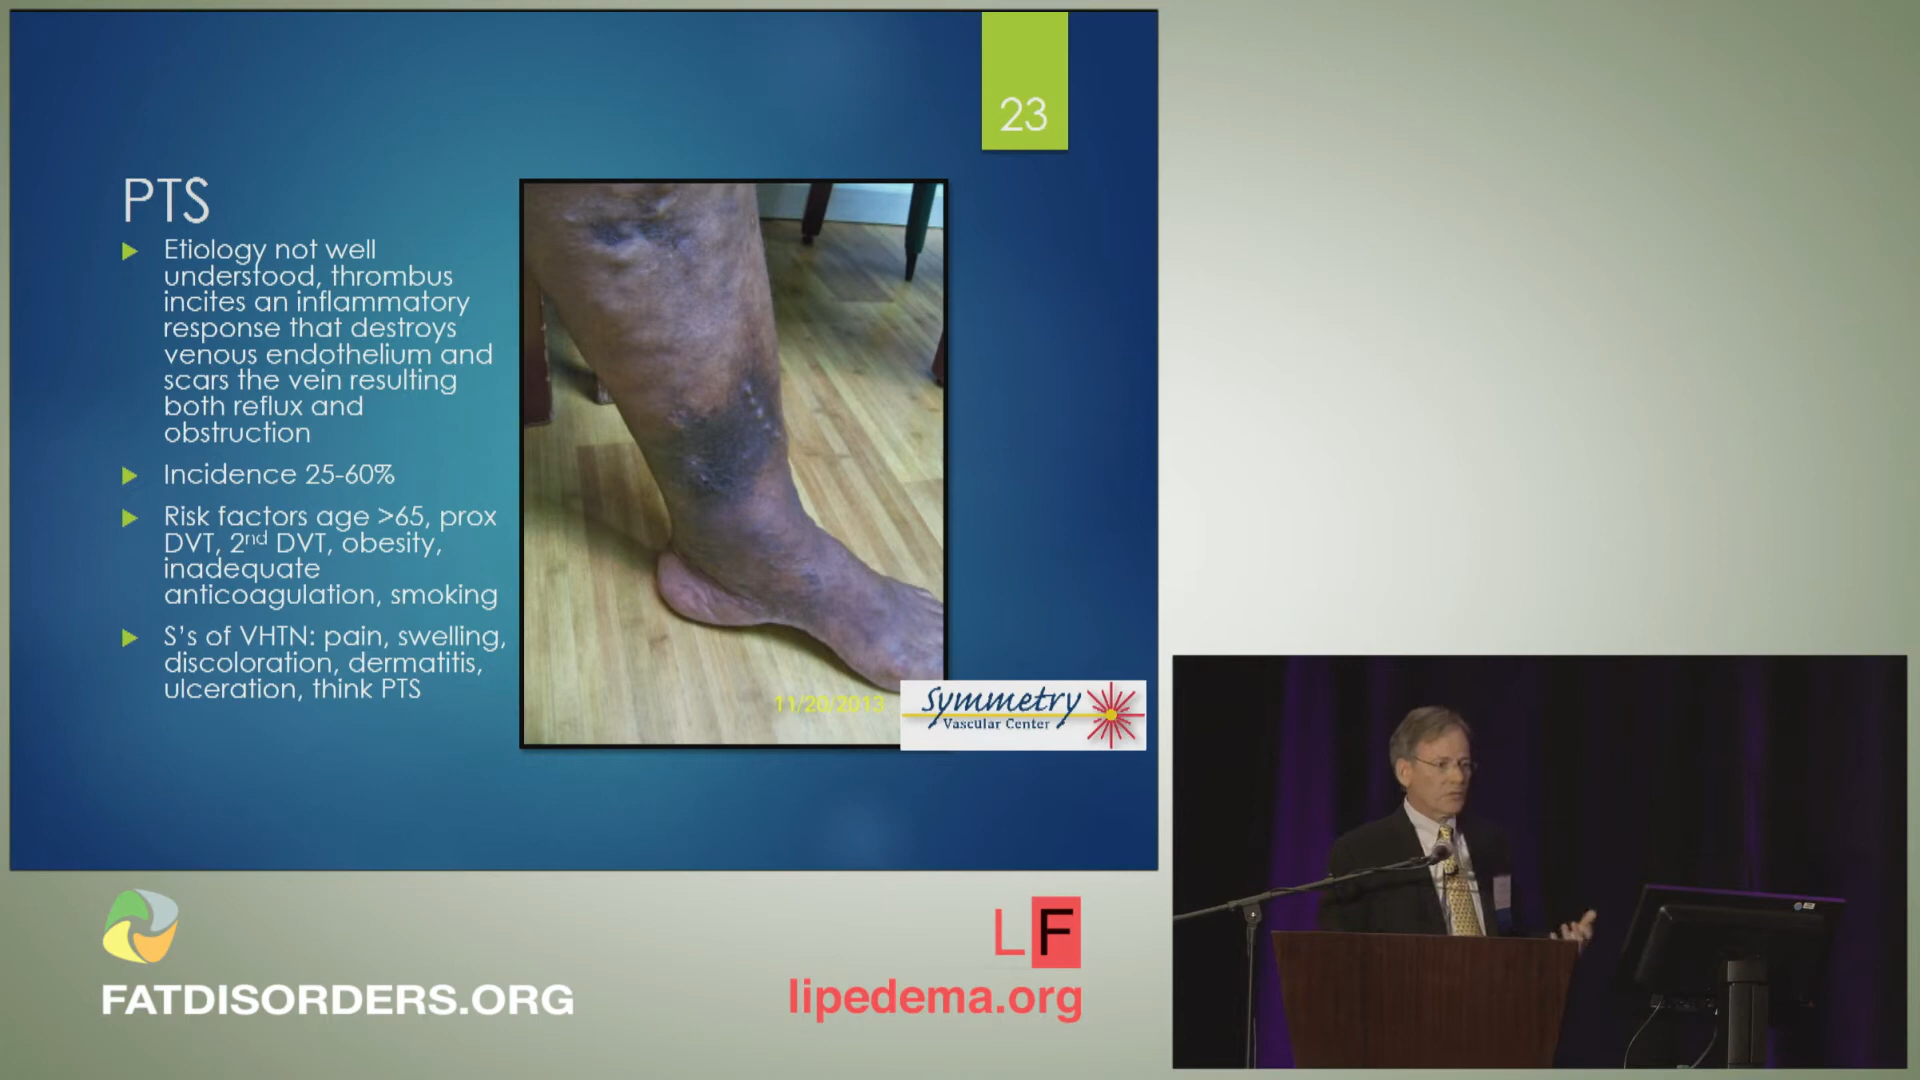 23
PTS
Etiology not well
understood, thrombus
incites an inflammatory
response that destroys
venous endothelium and
scars the vein resulting
both reflux and
obstruction
Incidence 25-60%
Risk factors age >65, prox
DVT, 2nd DVT, obesity,
inadequate
anticoagulation, smoking
S's of VHTN: pain, swelling,
discoloration, dermatitis,
ulceration, think PTS
11/20/2013
Symmetry
Vascular Center
FATDISORDERS.ORG
LF
lipedema.org